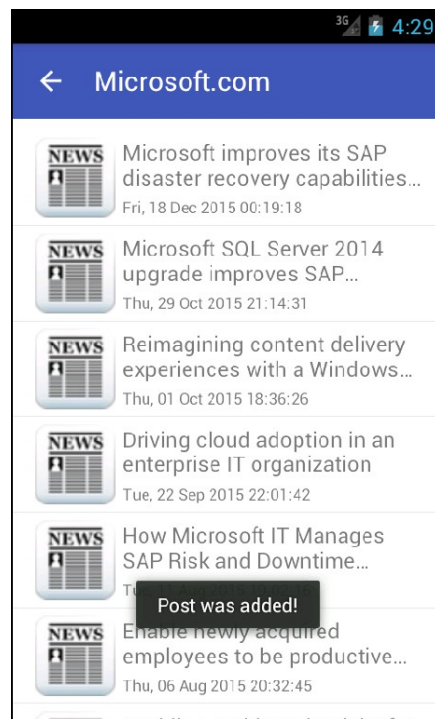 3G 4:29
Microsoft.com
NEWS
Microsoft improves its SAP
disaster recovery capabilities...
Fri, 18 Dec 2015 00:19:18
NEWS
Microsoft SQL Server 2014
upgrade improves SAP...
Thu, 29 Oct 2015 21:14:31
NEWS
Reimagining content delivery
experiences with a Windows...
Thu, 01 Oct 2015 18:36:26
NEWS
Driving cloud adoption in an
enterprise IT organization
Tue, 22 Sep 2015 22:01:42
NEWS
How Microsoft IT Manages
SAP Risk and Downtime...
Post was added!
NEWS
Enable newly acquired
employees to be productive...
Thu, 06 Aug 2015 20:32:45